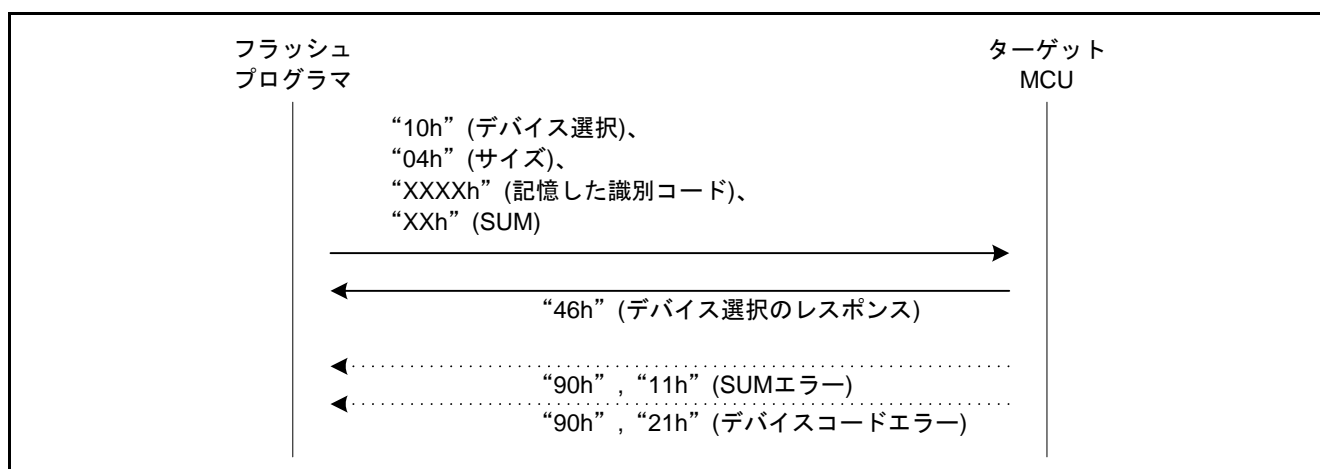 フラッシュ
プログラマ
ターゲット
MCU
“10h” (デバイス選択)、
“04h” (サイズ)、
“XXXXh” (記憶した識別コード)、
“XXh” (SUM)
“46h” (デバイス選択のレスポンス)
“90h” , “11h” (SUMエラー)
“90h” , “21h” (デバイスコードエラー)